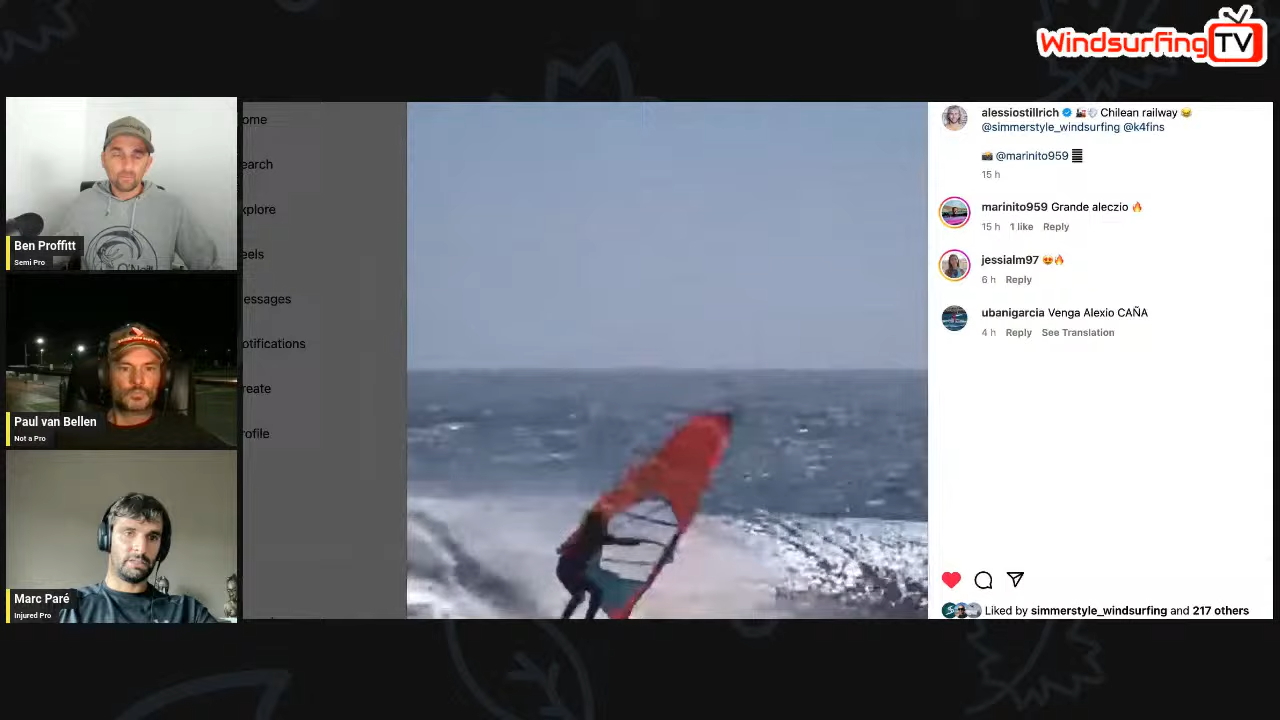 Windsurfing TV
Ben Proffitt
Semi Pro
Paul van Bellen
Not a Pro
Marc Paré
Injured Pro
ome
earch
xplore
eels
essages
otifications
reate
rofile
alessiostillrich 🚂💨 Chilean railway 😂
@simmerstyle_windsurfing @k4fins
📸 @marinito959
15 h
marinito959 Grande aleczio 🔥
15 h 1 like Reply
jessialm97 😍🔥
6 h Reply
ubanigarcia Venga Alexio CAÑA
4 h Reply See Translation
Liked by simmerstyle_windsurfing and 217 others